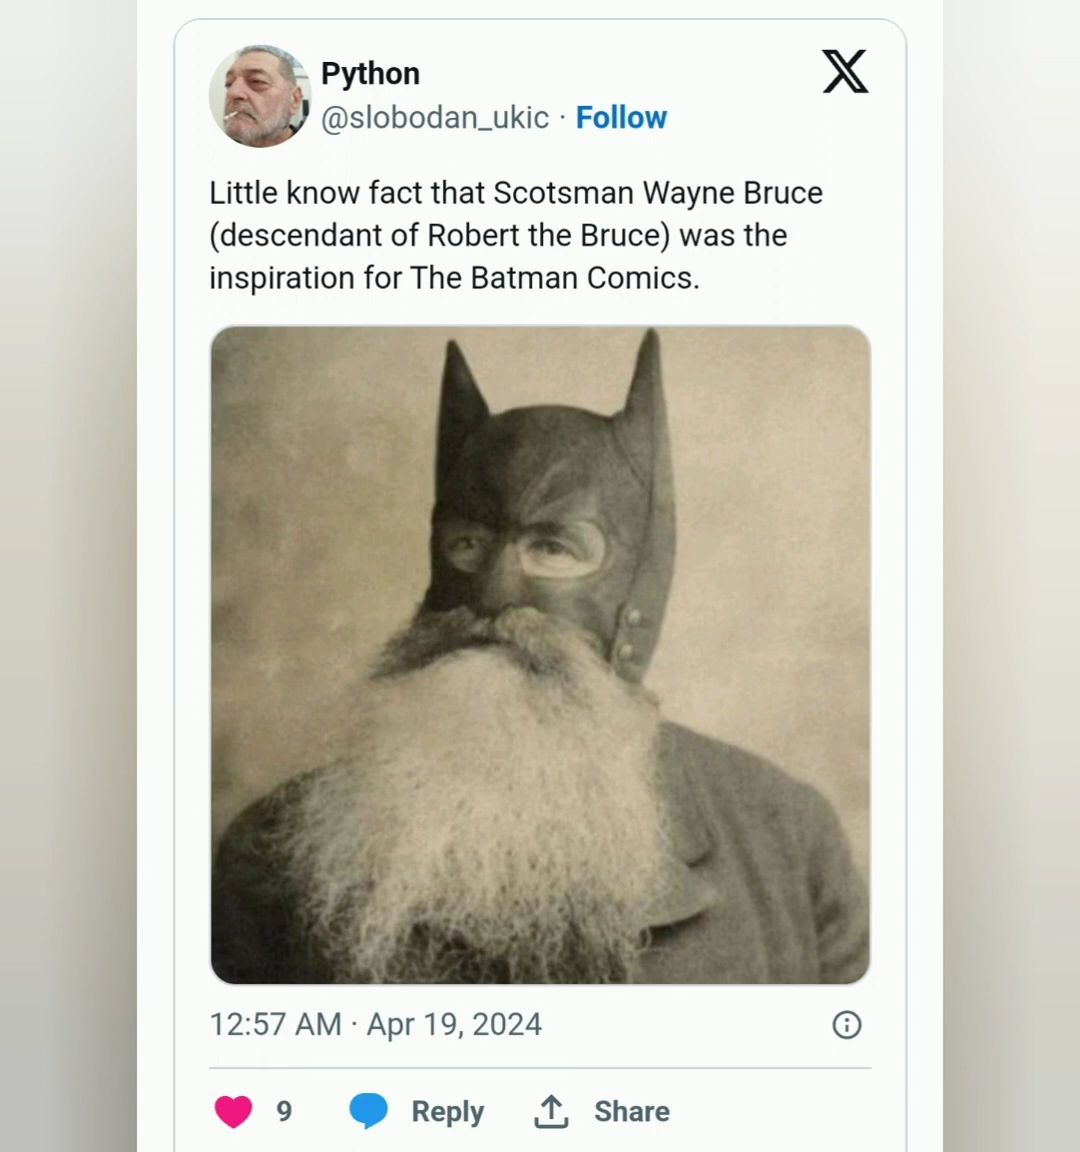 Python
@slobodan_ukic · Follow
Little know fact that Scotsman Wayne Bruce
(descendant of Robert the Bruce) was the
inspiration for The Batman Comics.
12:57 AM · Apr 19, 2024
9 Reply Share